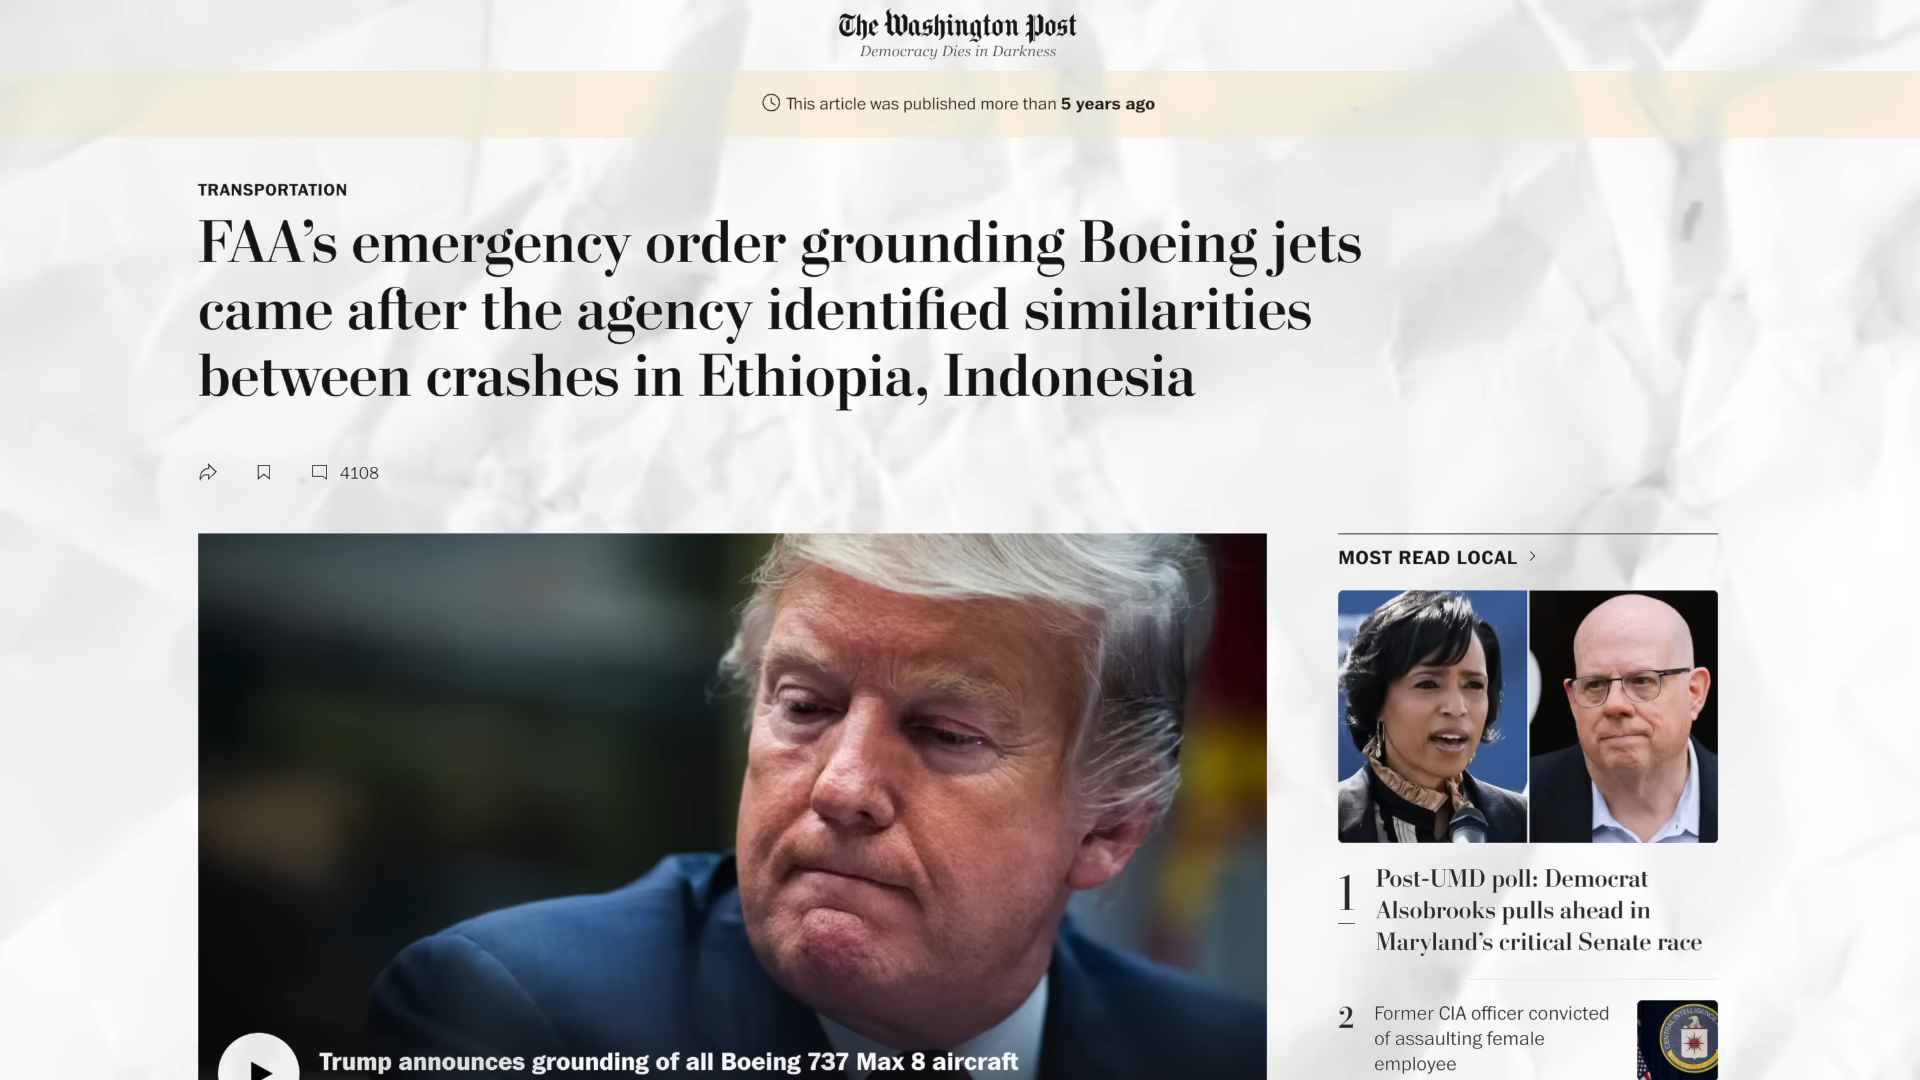 The Washington Post
Democracy Dies in Darkness
This article was published more than 5 years ago
TRANSPORTATION
FAA’s emergency order grounding Boeing jets
came after the agency identified similarities
between crashes in Ethiopia, Indonesia
4108
Trump announces grounding of all Boeing 737 Max 8 aircraft
MOST READ LOCAL
1
Post-UMD poll: Democrat
Alsobrooks pulls ahead in
Maryland’s critical Senate race
2
Former CIA officer convicted
of assaulting female
employee